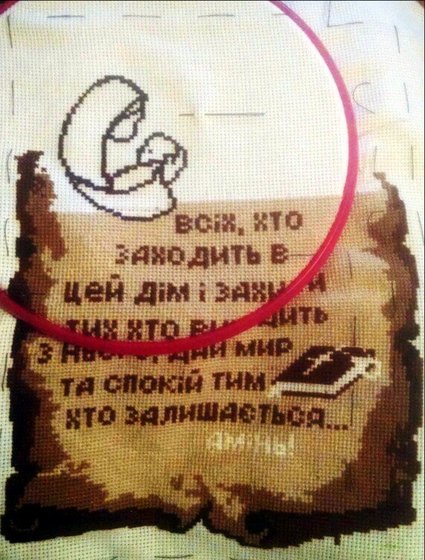 ВСІХ, ХТО
ЗАХОДИТЬ В
ЦЕЙ ДІМ І
ТИХ ХТО
З ДАЙ МИР
ТА СПОКІЙ ТИМ
ХТО ЗАЛИШАЄТЬСЯ...
АМІНЬ!